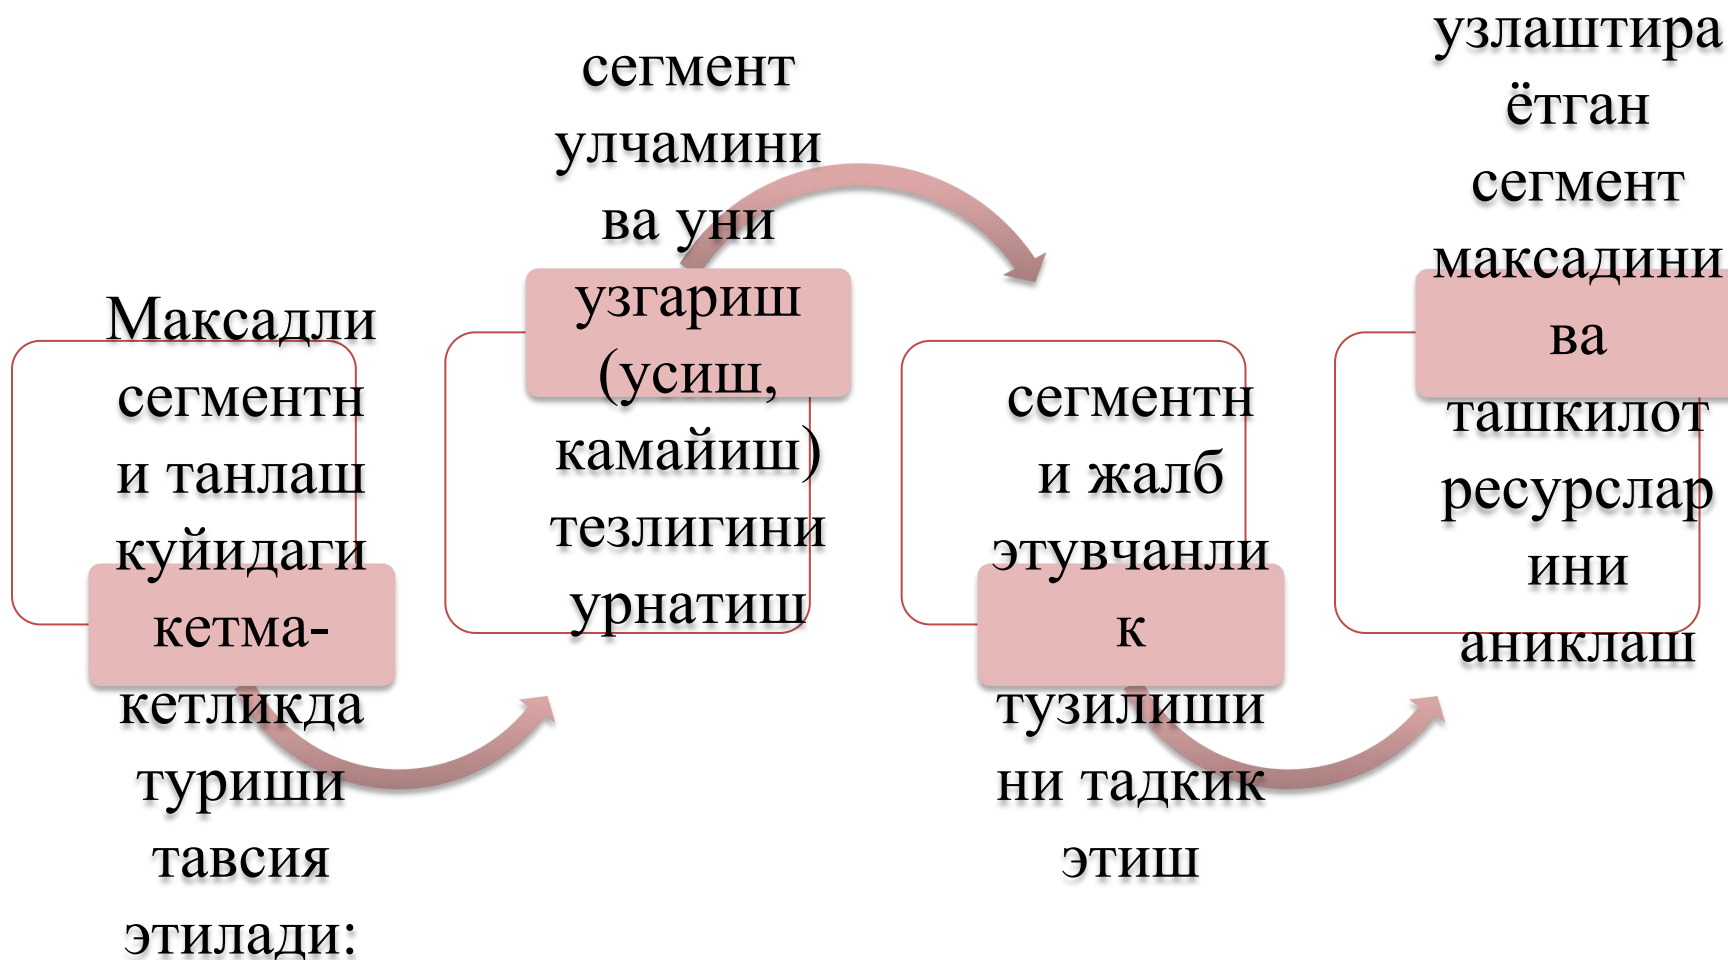 Максадли
сегментн
и танлаш
куйидаги
кетма-
кетликда
туриши
тавсия
этилади:
сегмент
улчамини
ва уни
узгариш
(усиш,
камайиш)
тезлигини
урнатиш
сегментн
и жалб
этувчанли
к
тузилиши
ни тадкик
этиш
узлаштира
ётган
сегмент
максадини
ва
ташкилот
ресурслар
ини
аниклаш